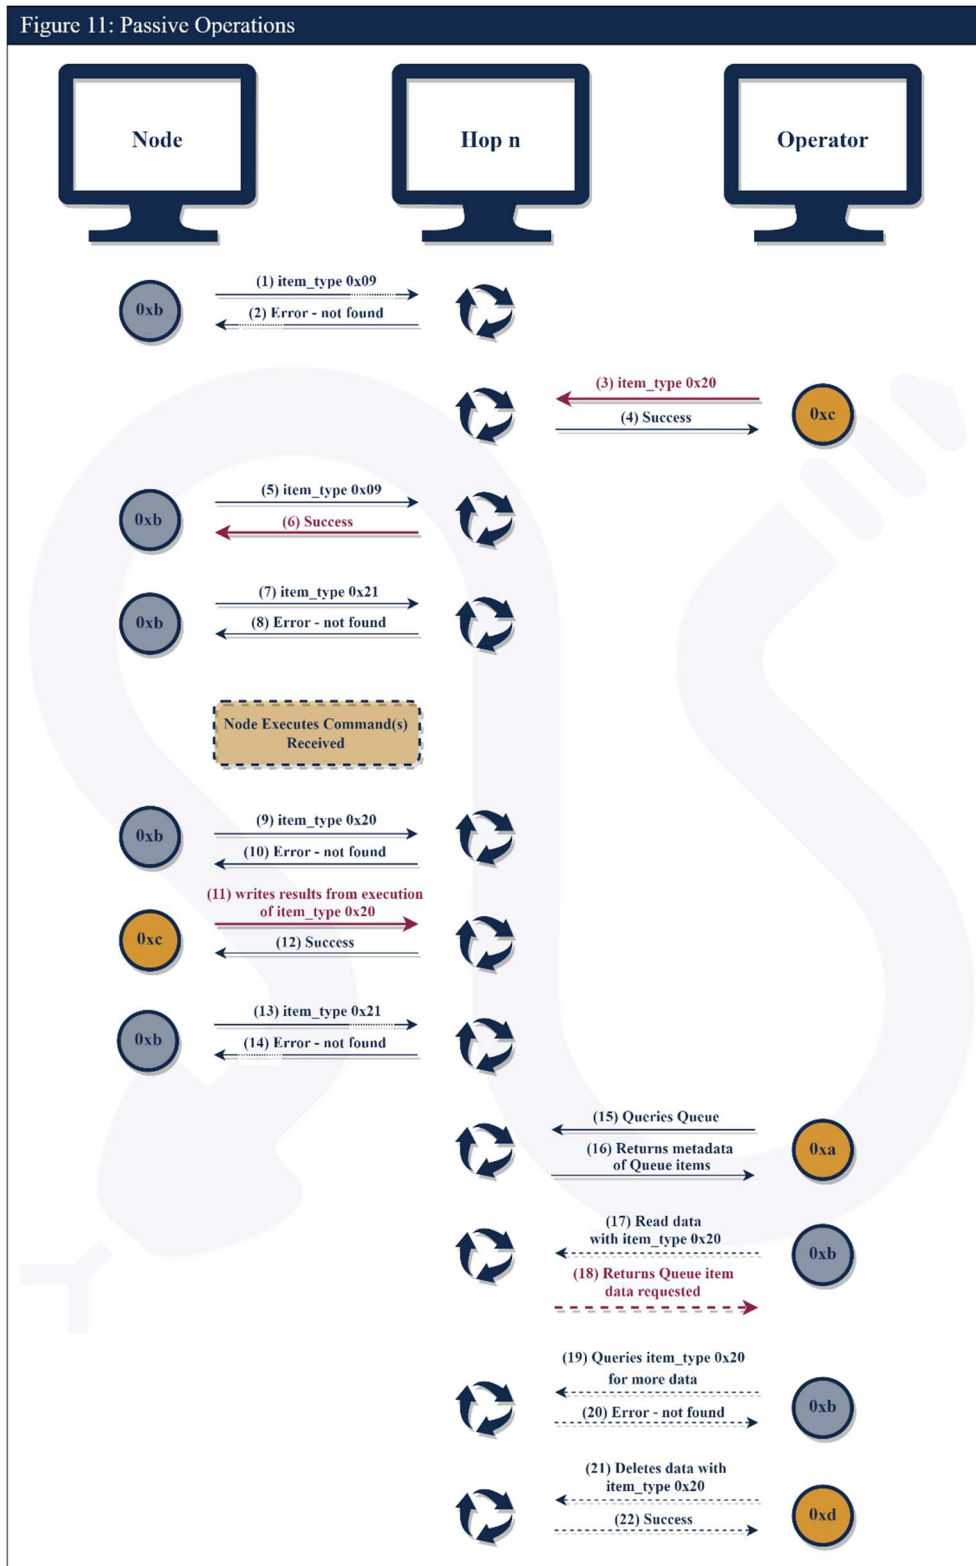 Figure 11: Passive Operations
Node
Hop n
Operator
(1) item_type 0x09
0xb
(2) Error - not found
(3) item_type 0x20
0xc
(4) Success
(5) item_type 0x09
0xb
(6) Success
(7) item_type 0x21
0xb
(8) Error - not found
Node Executes Command(s)
Received
(9) item_type 0x20
0xb
(10) Error - not found
(11) writes results from execution
of item_type 0x20
0xc
(12) Success
(13) item_type 0x21
0xb
(14) Error - not found
(15) Queries Queue
0xa
(16) Returns metadata
of Queue items
(17) Read data
with item_type 0x20
0xb
(18) Returns Queue item
data requested
(19) Queries item_type 0x20
for more data
0xb
(20) Error - not found
(21) Deletes data with
item_type 0x20
0xd
(22) Success